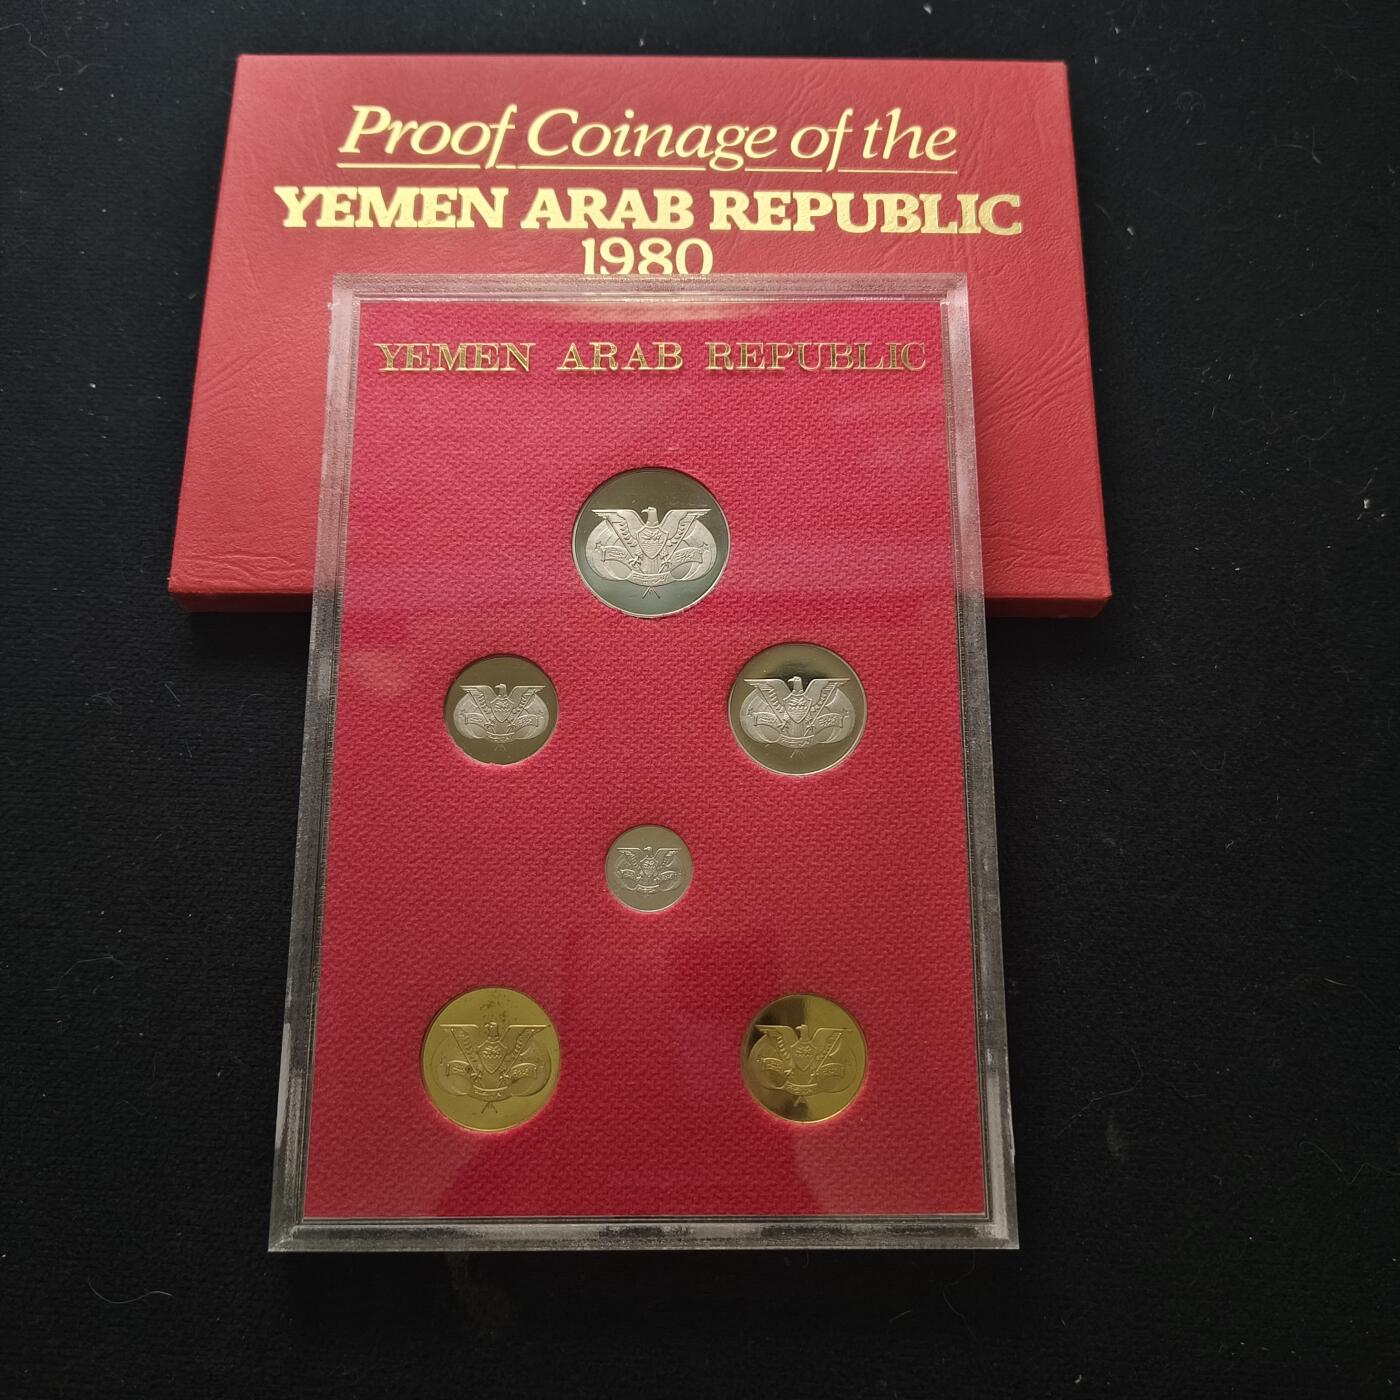 Proof Coinage of the
YEMEN ARAB REPUBLIC
1980
YEMEN ARAB REPUBLIC